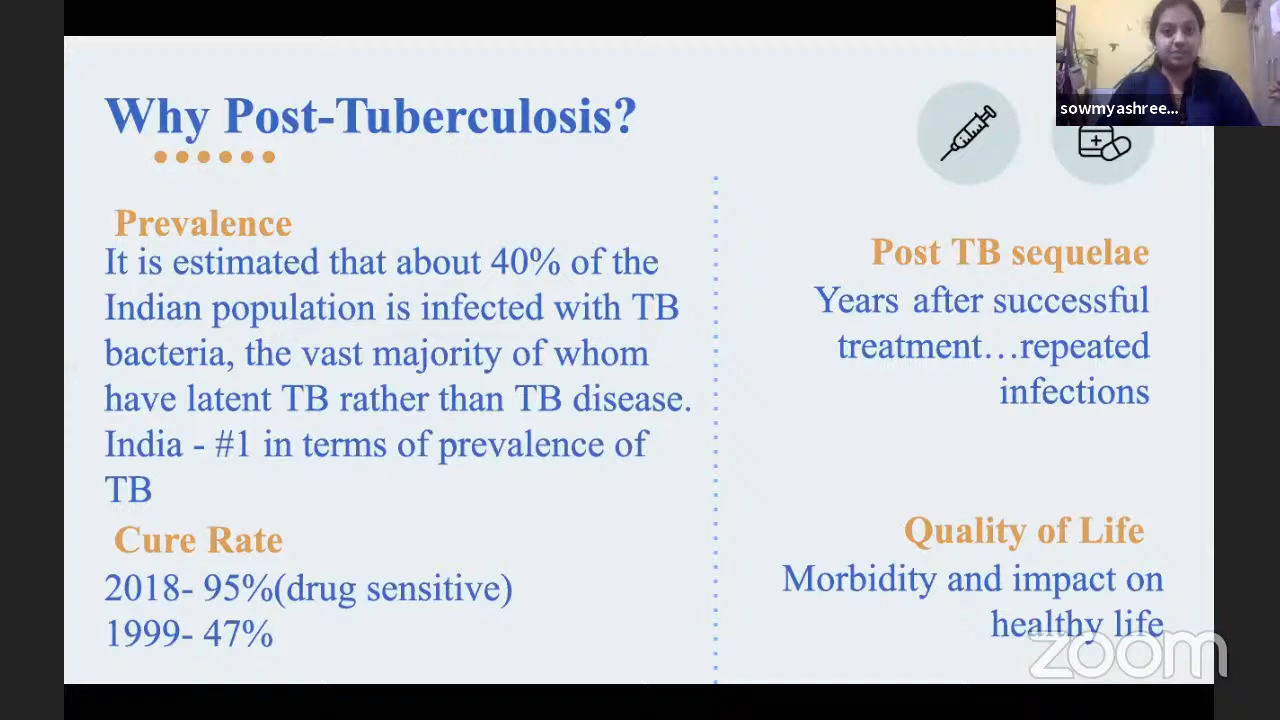 Why Post-Tuberculosis?
Prevalence
It is estimated that about 40% of the
Indian population is infected with TB
bacteria, the vast majority of whom
have latent TB rather than TB disease.
India - #1 in terms of prevalence of
TB
Cure Rate
2018- 95%(drug sensitive)
1999- 47%
Post TB sequelae
Years after successful
treatment…repeated
infections
Quality of Life
Morbidity and impact on
healthy life
sowmyashree...
zoom